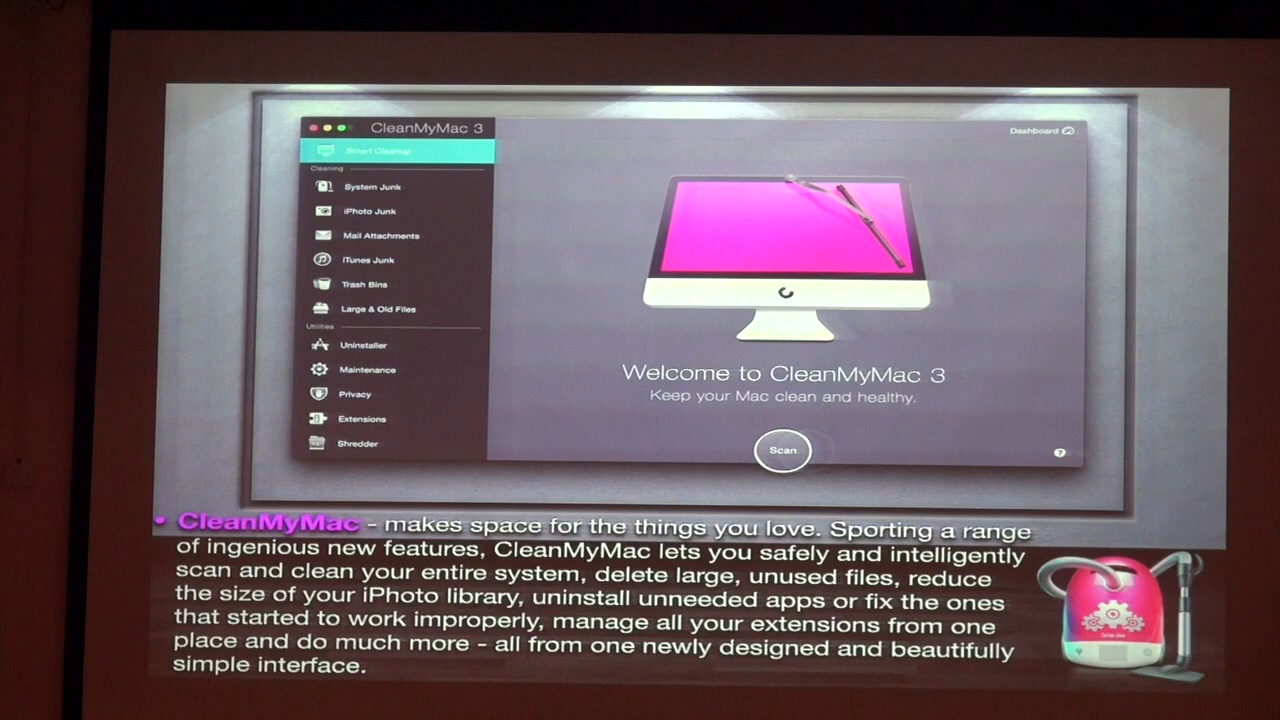 CleanMyMac 3
Dashboard
Smart Cleanup
Cleaning
System Junk
iPhoto Junk
Mail Attachments
iTunes Junk
Trash Bins
Large & Old Files
Utilities
Uninstaller
Maintenance
Privacy
Extensions
Shredder
Welcome to CleanMyMac 3
Keep your Mac clean and healthy.
Scan
?
• CleanMyMac - makes space for the things you love. Sporting a range
of ingenious new features, CleanMyMac lets you safely and intelligently
scan and clean your entire system, delete large, unused files, reduce
the size of your iPhoto library, uninstall unneeded apps or fix the ones
that started to work improperly, manage all your extensions from one
place and do much more - all from one newly designed and beautifully
simple interface.